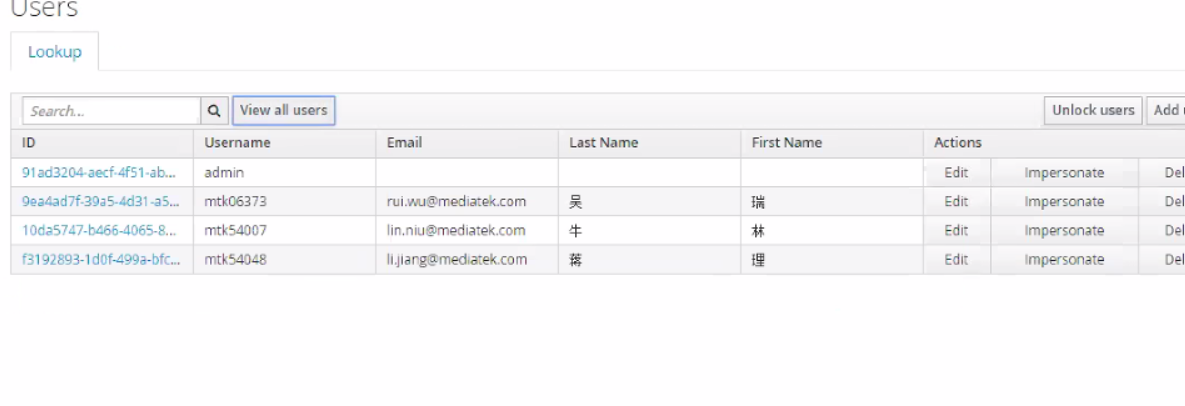 Users
Lookup
Search... View all users Unlock users Add
ID Username Email Last Name First Name Actions
91ad3204-aecf-4f51-ab... admin Edit Impersonate Del
9ea4ad7f-39a5-4d31-a5... mtk06373 rui.wu@mediatek.com 吴 瑞 Edit Impersonate Del
10da5747-b466-4065-8... mtk54007 lin.niu@mediatek.com 牛 林 Edit Impersonate Del
f3192893-1d0f-499a-bfc... mtk54048 li.jiang@mediatek.com 蒋 理 Edit Impersonate Del